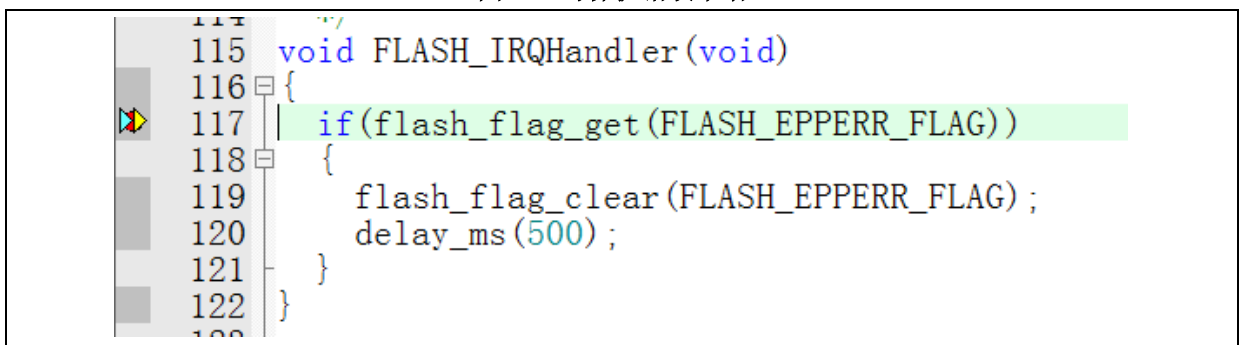 115 void FLASH_IRQHandler(void)
116 {
117 if(flash_flag_get(FLASH_EPPERR_FLAG))
118 {
119 flash_flag_clear(FLASH_EPPERR_FLAG);
120 delay_ms(500);
121 }
122 }